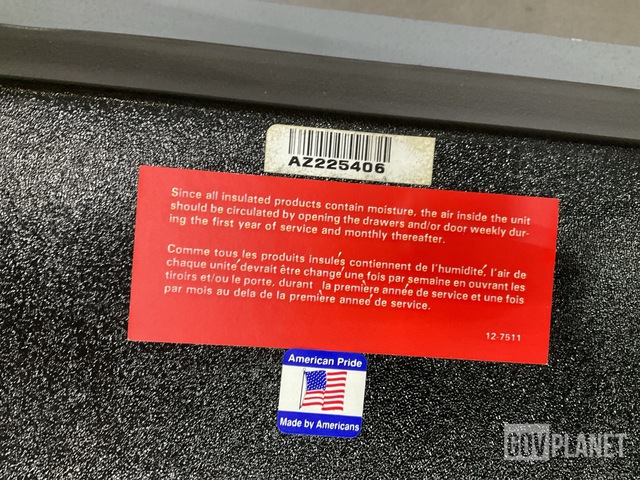 AZ225406
Since all insulated products contain moisture, the air inside the unit
should be circulated by opening the drawers and/or door weekly dur-
ing the first year of service and monthly thereafter.
Comme tous les produits insulés contiennent de l'humidité, l'air de
chaque unité devrait être changé une fois par semaine en ouvrant les
tiroirs et/ou le porte, durant la première année de service et une fois
par mois au dela de la première année de service.
12-7511
American Pride
Made by Americans
GOVPLANET